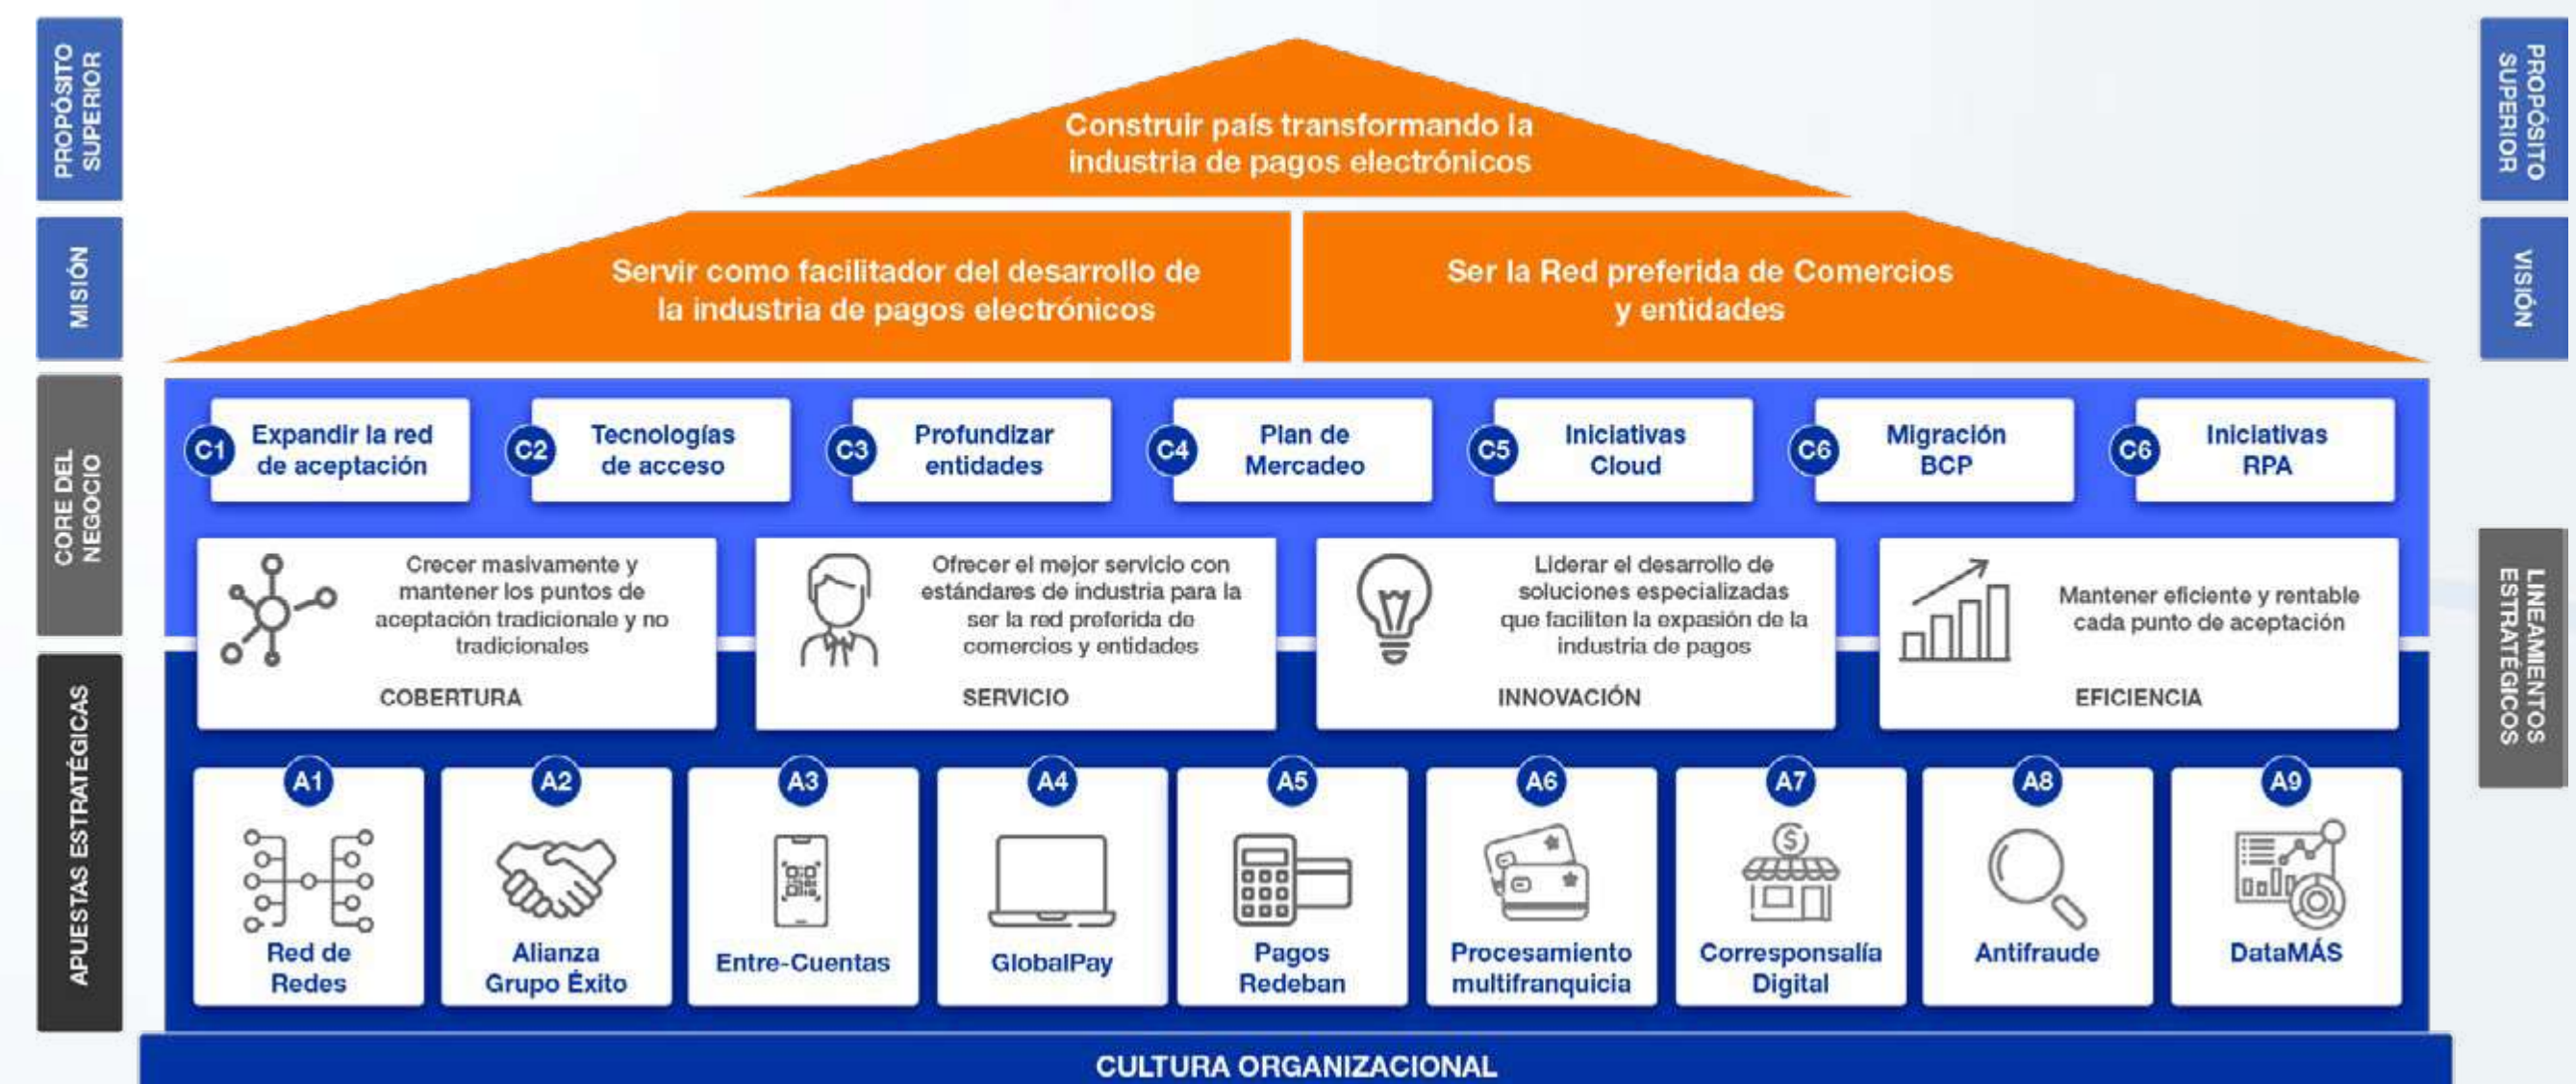 PROPÓSITO
SUPERIOR
Construir país transformando la
industria de pagos electrónicos
PROPÓSITO
SUPERIOR
MISIÓN
Servir como facilitador del desarrollo de
la industria de pagos electrónicos
Ser la Red preferida de Comercios
y entidades
VISIÓN
CORE DEL
NEGOCIO
C1
Expandir la red
de aceptación
C2
Tecnologías
de acceso
C3
Profundizar
entidades
C4
Plan de
Mercadeo
C5
Iniciativas
Cloud
C6
Migración
BCP
C6
Iniciativas
RPA
Crecer masivamente y
mantener los puntos de
aceptación tradicionale y no
tradicionales
COBERTURA
Ofrecer el mejor servicio con
estándares de industria para la
ser la red preferida de
comercios y entidades
SERVICIO
Liderar el desarrollo de
soluciones especializadas
que faciliten la expasión de la
industria de pagos
INNOVACIÓN
Mantener eficiente y rentable
cada punto de aceptación
EFICIENCIA
LINEAMIENTOS
ESTRATÉGICOS
APUESTAS ESTRATÉGICAS
A1
Red de
Redes
A2
Alianza
Grupo Éxito
A3
Entre-Cuentas
A4
GlobalPay
A5
Pagos
Redeban
A6
Procesamiento
multifranquicia
A7
Corresponsalía
Digital
A8
Antifraude
A9
DataMÁS
CULTURA ORGANIZACIONAL